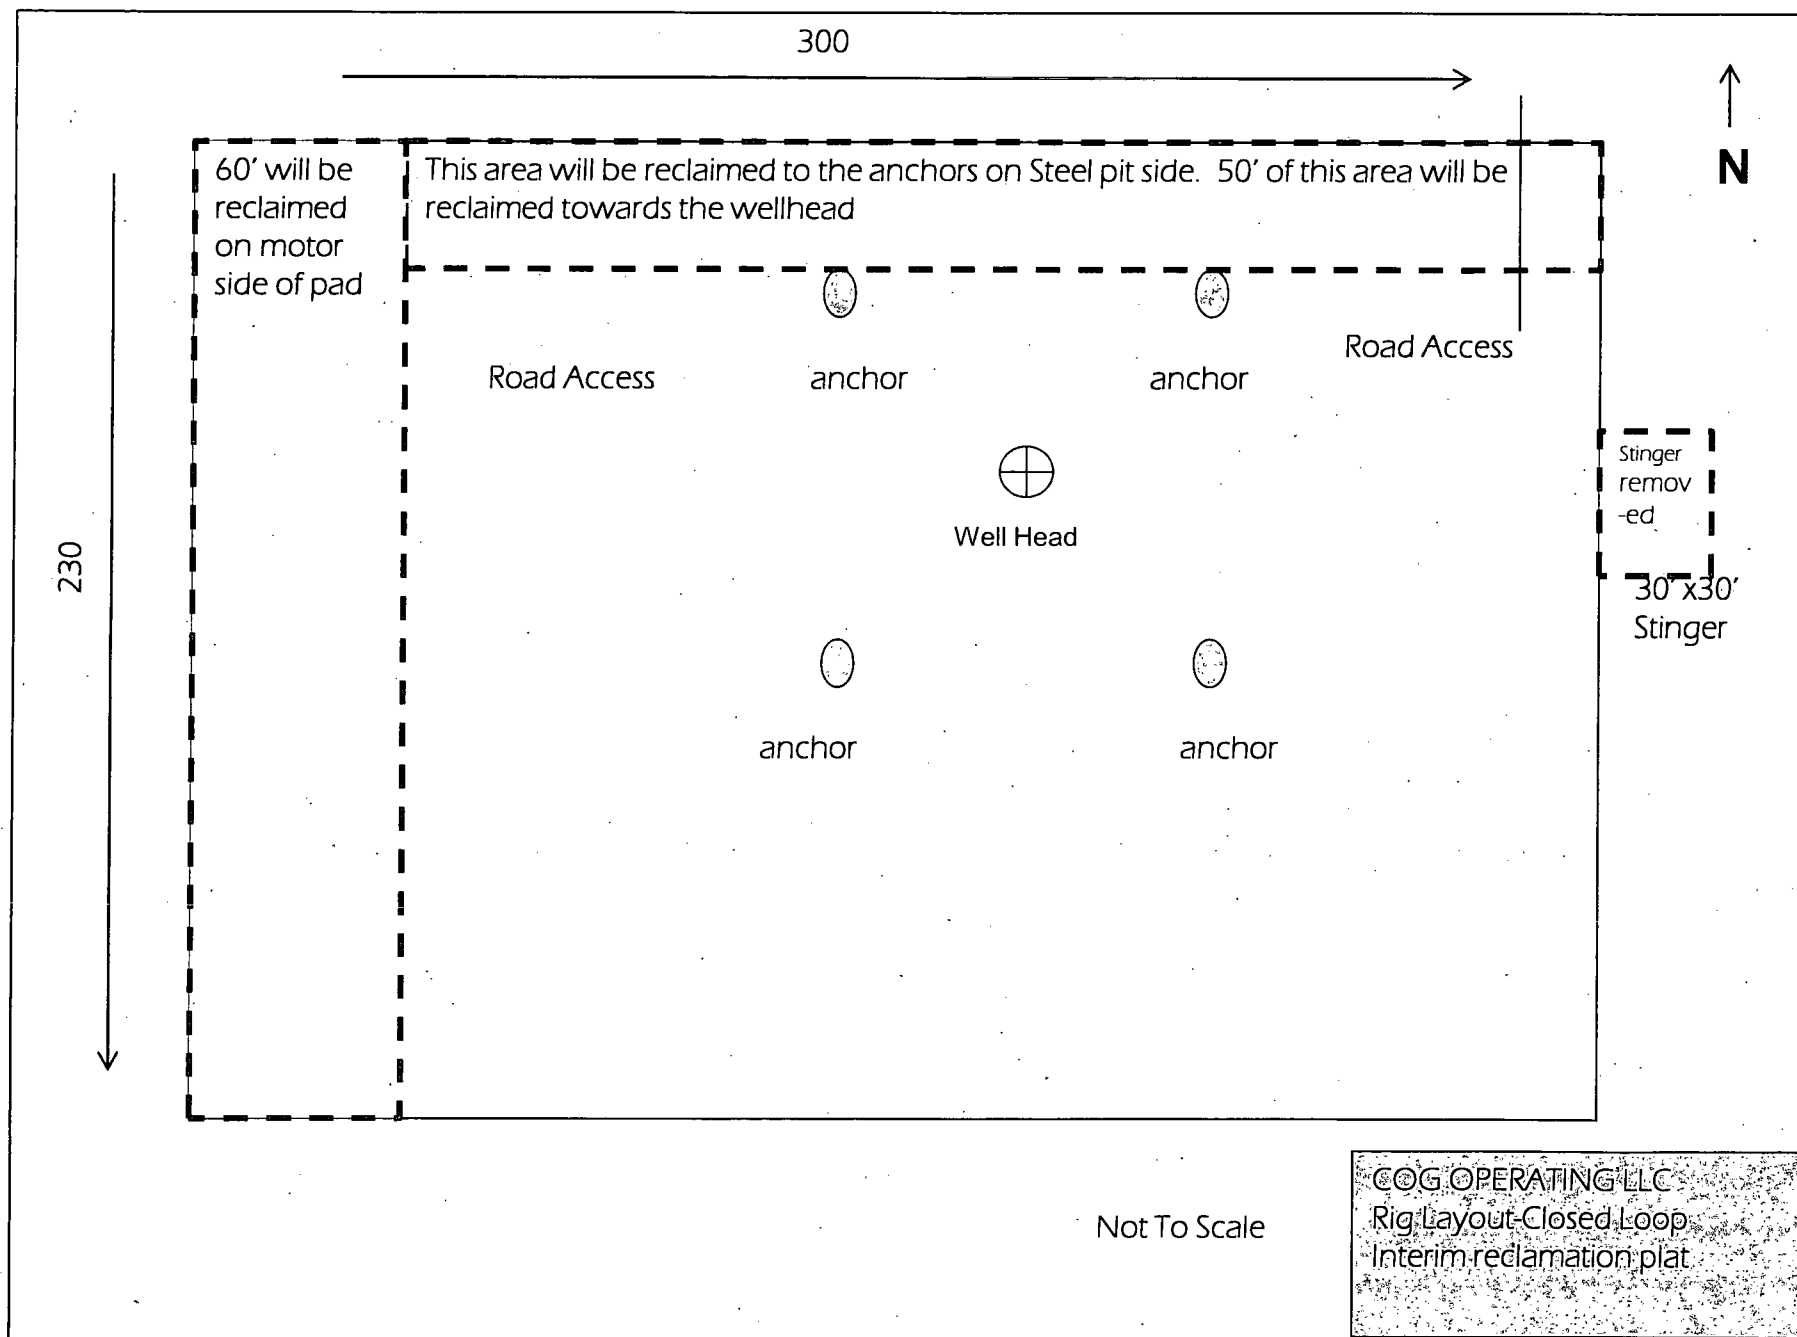 300
N
60' will be
reclaimed
on motor
side of pad
This area will be reclaimed to the anchors on Steel pit side. 50' of this area will be
reclaimed towards the wellhead
Road Access
Road Access
anchor
anchor
Stinger
remov
-ed
Well Head
230
30' x30'
Stinger
anchor
anchor
Not To Scale
COG OPERATING LLC
Rig Layout-Closed Loop
Interim reclamation plat